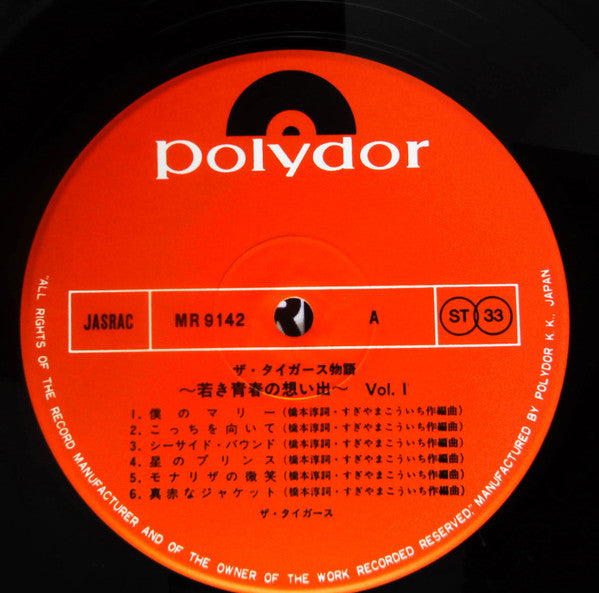 polydor
JASRAC MR 9142 A ST 33
ザ・タイガース物語
〜若き青春の想い出〜 Vol. 1
1. 僕のマリー(橋本淳詞・すぎやまこういち作編曲)
2. こっちを向いて(橋本淳詞・すぎやまこういち作編曲)
3. シーサイド・バウンド(橋本淳詞・すぎやまこういち作編曲)
4. 星のプリンス(橋本淳詞・すぎやまこういち作編曲)
5. モナリザの微笑(橋本淳詞・すぎやまこういち作編曲)
6. 真赤なジャケット(橋本淳詞・すぎやまこういち作編曲)
ザ・タイガース
"ALL RIGHTS OF THE RECORD MANUFACTURER AND OF THE OWNER OF THE WORK RECORDED RESERVED." MANUFACTURED BY POLYDOR K. K., JAPAN